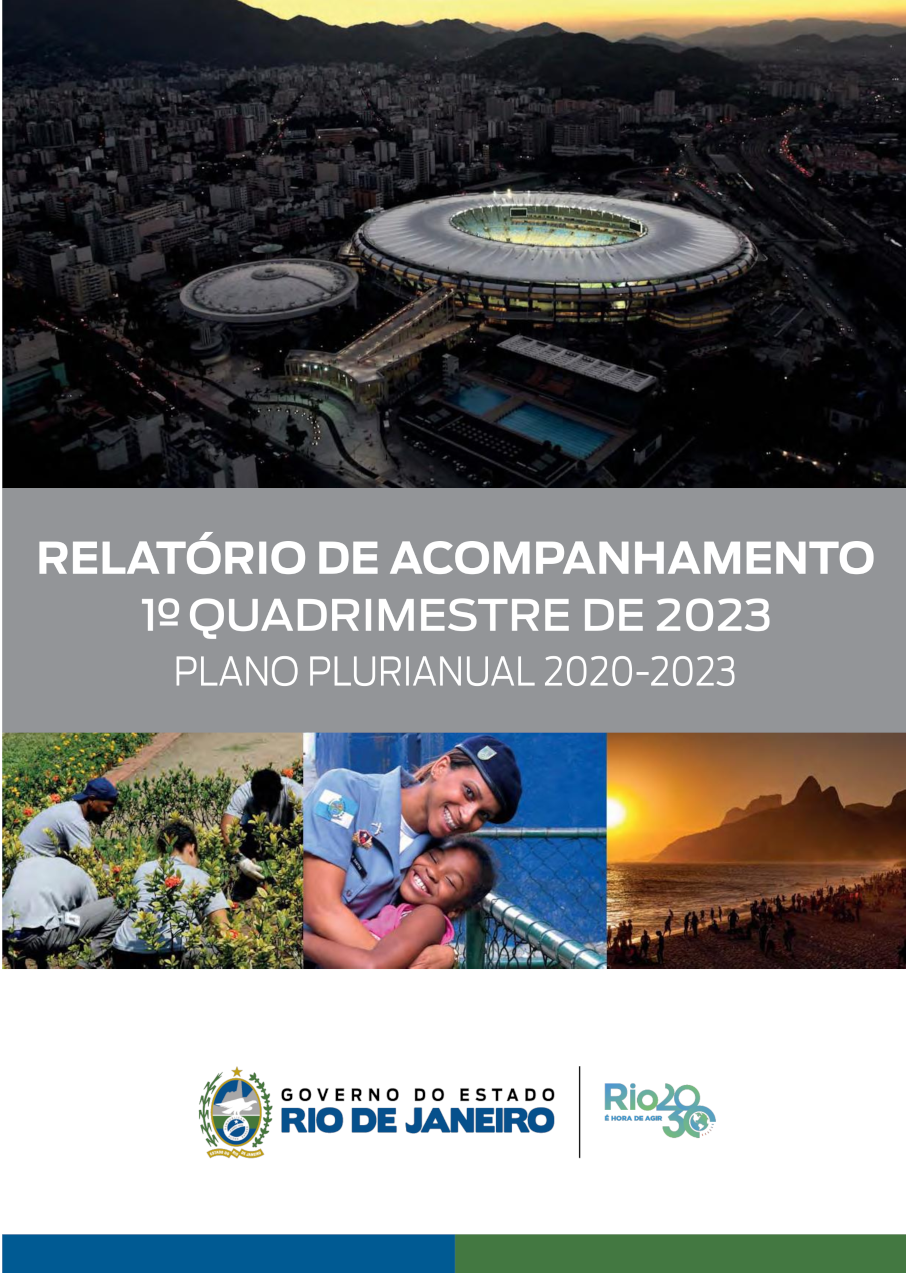 RELATÓRIO DE ACOMPANHAMENTO
1º QUADRIMESTRE DE 2023
PLANO PLURIANUAL 2020-2023
GOVERNO DO ESTADO
RIO DE JANEIRO
Rio2030
É HORA DE AGIR